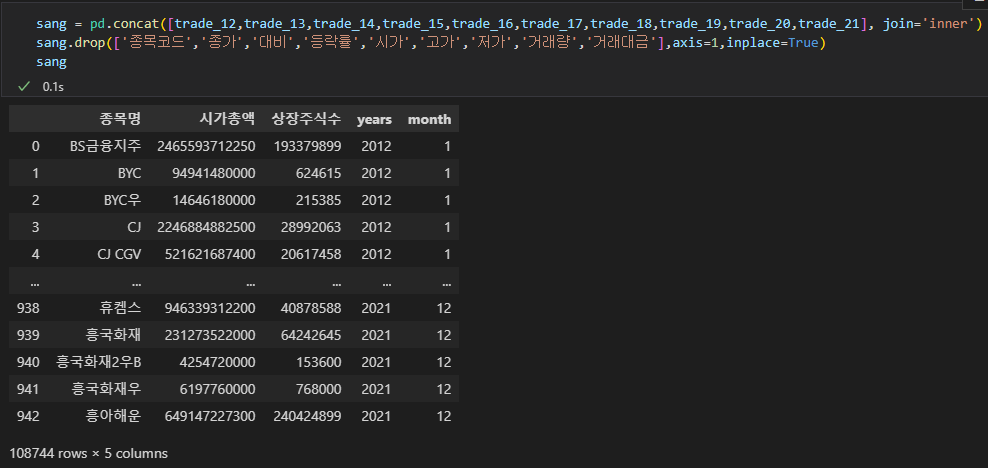 sang = pd.concat([trade_12,trade_13,trade_14,trade_15,trade_16,trade_17,trade_18,trade_19,trade_20,trade_21], join='inner')
sang.drop(['종목코드','종가','대비','등락률','시가','고가','저가','거래량','거래대금'],axis=1,inplace=True)
sang
0.1s
종목명 시가총액 상장주식수 years month
0 BS금융지주 2465593712250 193379899 2012 1
1 BYC 94941480000 624615 2012 1
2 BYC우 14646180000 215385 2012 1
3 CJ 2246884882500 28992063 2012 1
4 CJ CGV 521621687400 20617458 2012 1
... ... ... ... ... ...
938 휴켐스 946339312200 40878588 2021 12
939 흥국화재 231273522000 64242645 2021 12
940 흥국화재2우B 4254720000 153600 2021 12
941 흥국화재우 6197760000 768000 2021 12
942 흥아해운 649147227300 240424899 2021 12
108744 rows × 5 columns